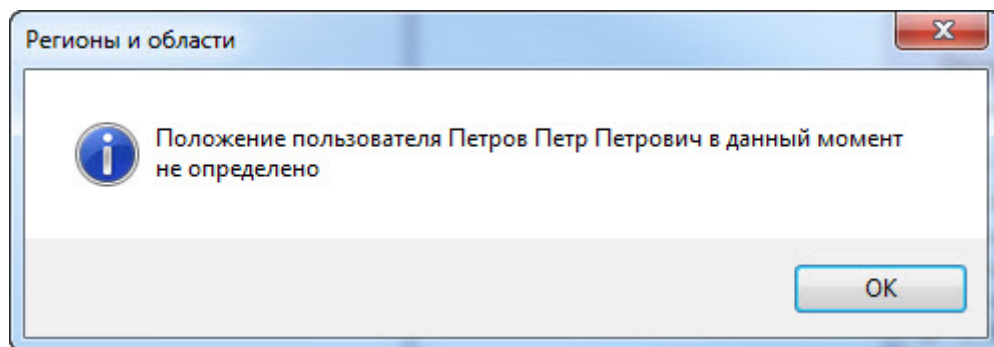 Регионы и области
Положение пользователя Петров Петр Петрович в данный момент
не определено
OK